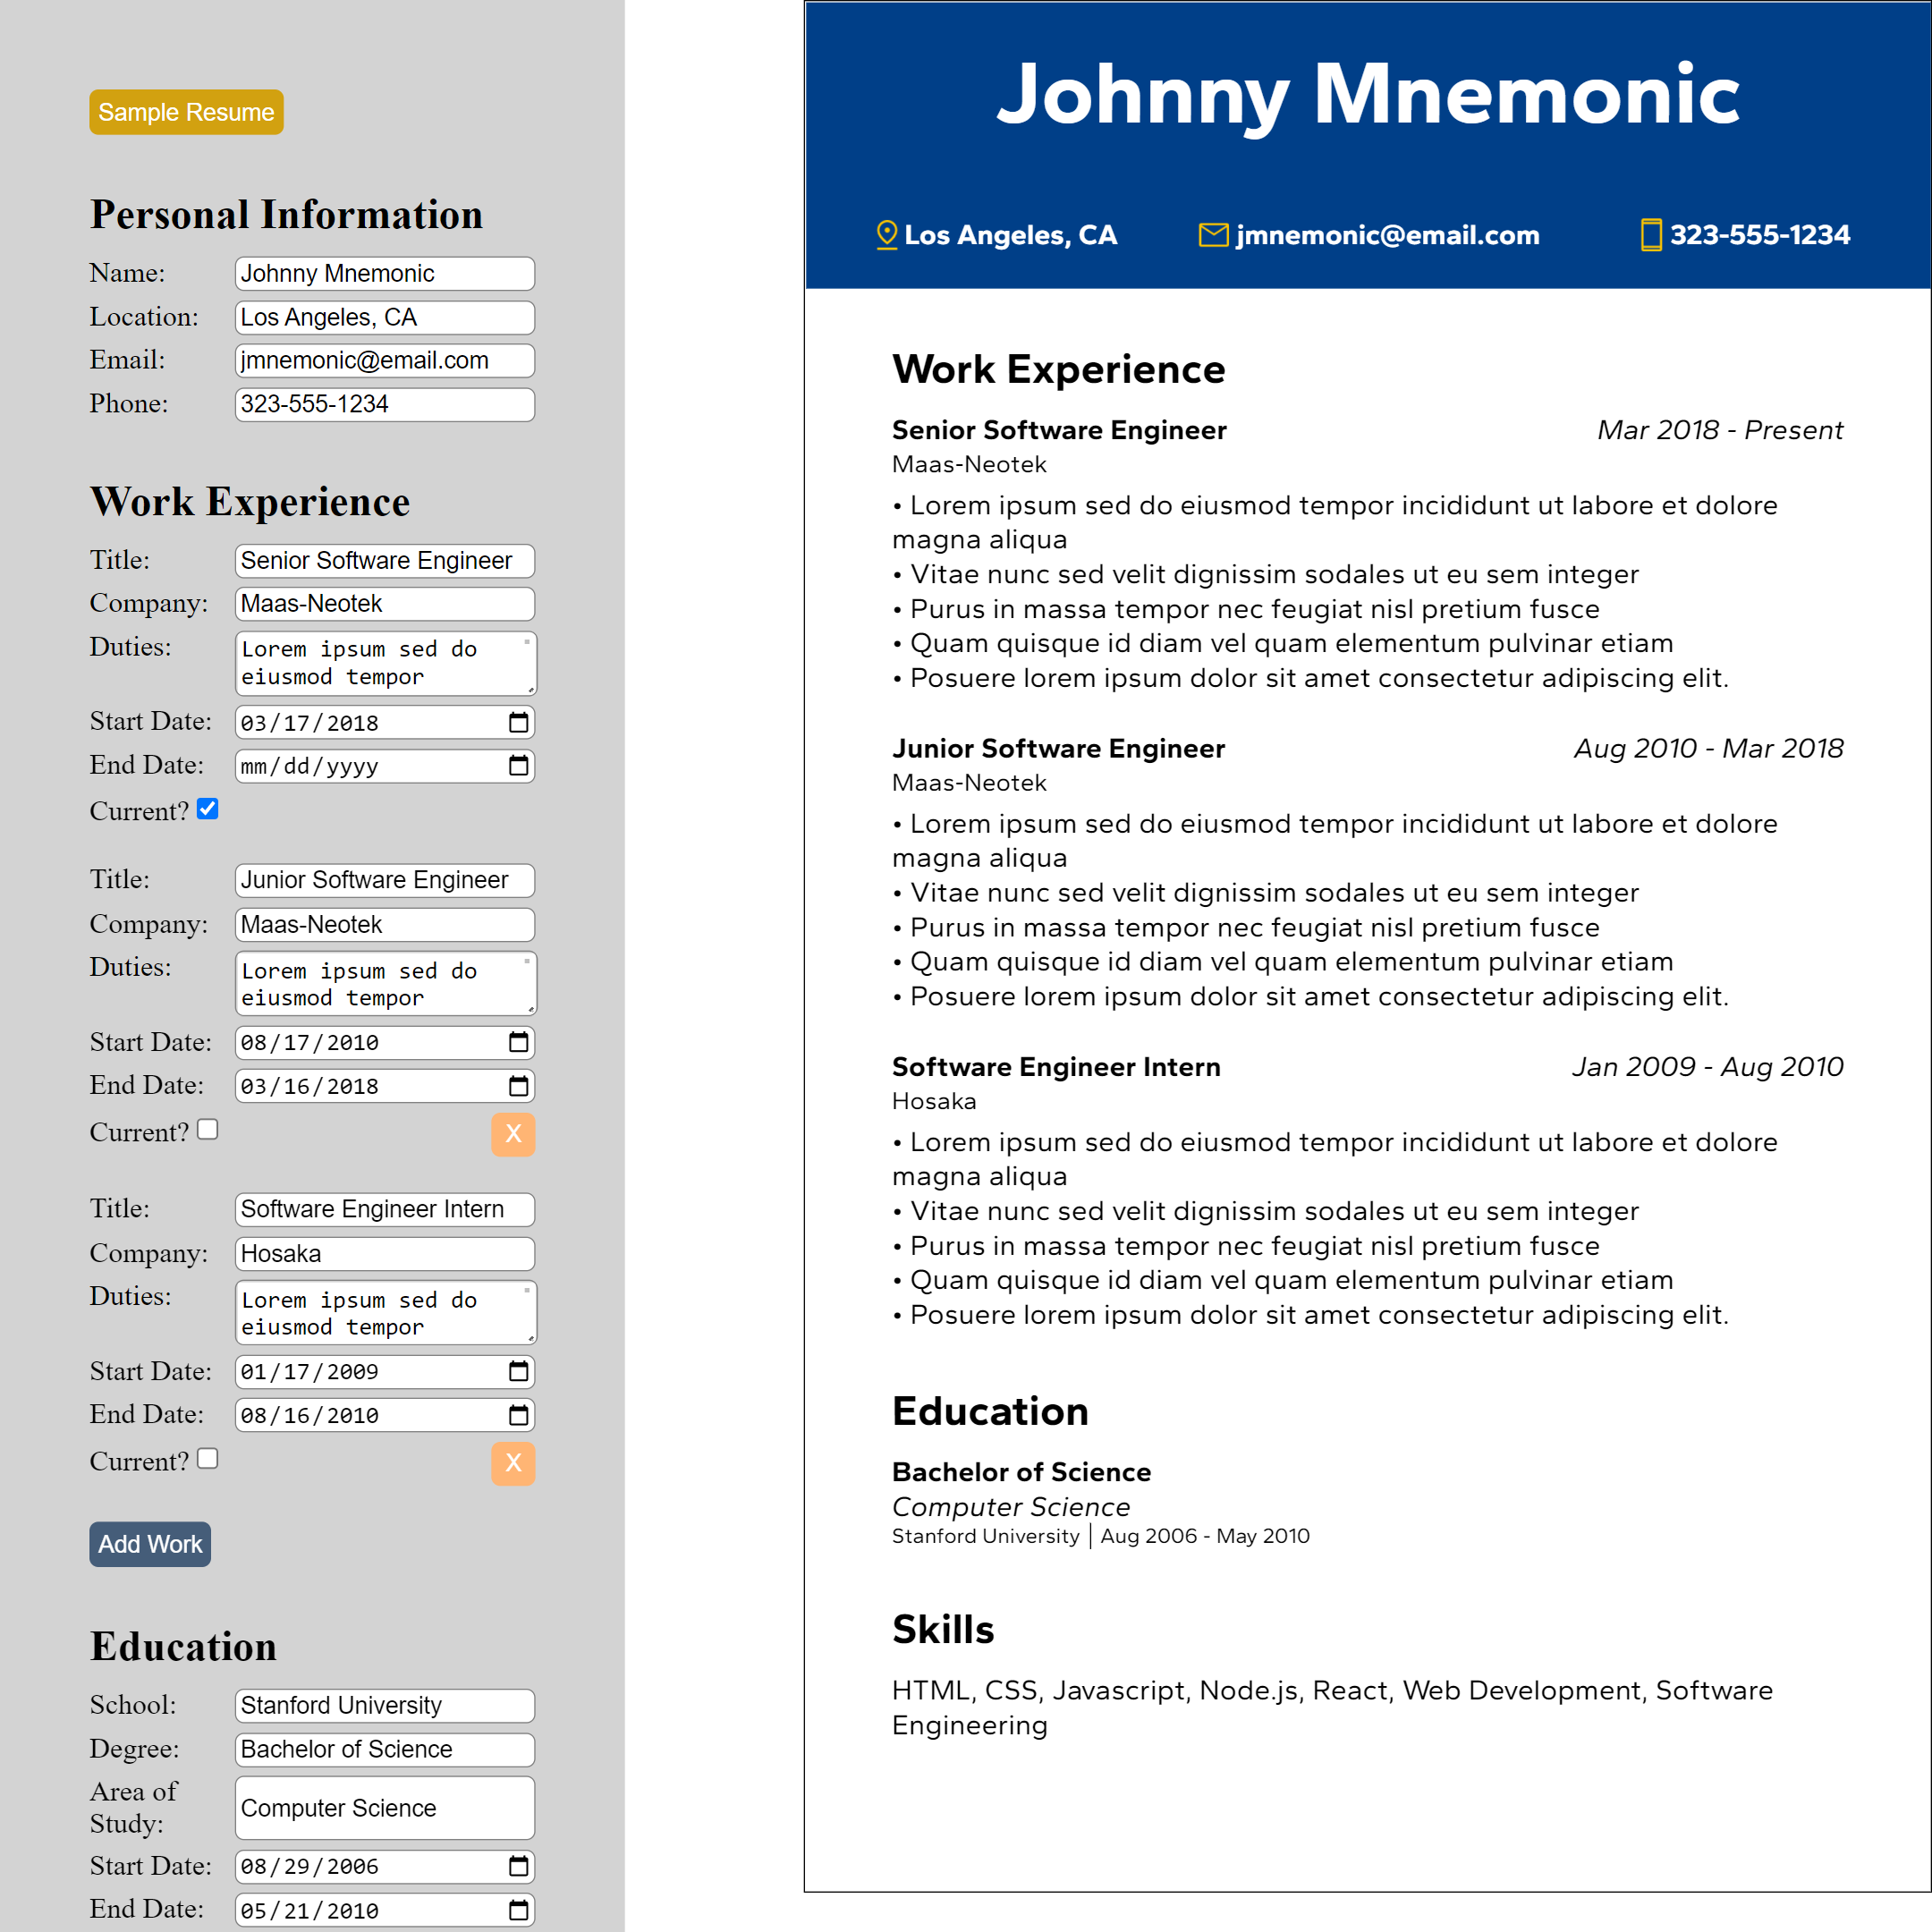 Sample Resume
Personal Information
Name: Johnny Mnemonic
Location: Los Angeles, CA
Email: jmnemonic@email.com
Phone: 323-555-1234
Work Experience
Title: Senior Software Engineer
Company: Maas-Neotek
Duties: Lorem ipsum sed do
eiusmod tempor
Start Date: 03/17/2018
End Date: mm/dd/yyyy
Current?
Title: Junior Software Engineer
Company: Maas-Neotek
Duties: Lorem ipsum sed do
eiusmod tempor
Start Date: 08/17/2010
End Date: 03/16/2018
Current? X
Title: Software Engineer Intern
Company: Hosaka
Duties: Lorem ipsum sed do
eiusmod tempor
Start Date: 01/17/2009
End Date: 08/16/2010
Current? X
Add Work
Education
School: Stanford University
Degree: Bachelor of Science
Area of
Study: Computer Science
Start Date: 08/29/2006
End Date: 05/21/2010
Johnny Mnemonic
Los Angeles, CA jmnemonic@email.com 323-555-1234
Work Experience
Senior Software Engineer Mar 2018 - Present
Maas-Neotek
• Lorem ipsum sed do eiusmod tempor incididunt ut labore et dolore
magna aliqua
• Vitae nunc sed velit dignissim sodales ut eu sem integer
• Purus in massa tempor nec feugiat nisl pretium fusce
• Quam quisque id diam vel quam elementum pulvinar etiam
• Posuere lorem ipsum dolor sit amet consectetur adipiscing elit.
Junior Software Engineer Aug 2010 - Mar 2018
Maas-Neotek
• Lorem ipsum sed do eiusmod tempor incididunt ut labore et dolore
magna aliqua
• Vitae nunc sed velit dignissim sodales ut eu sem integer
• Purus in massa tempor nec feugiat nisl pretium fusce
• Quam quisque id diam vel quam elementum pulvinar etiam
• Posuere lorem ipsum dolor sit amet consectetur adipiscing elit.
Software Engineer Intern Jan 2009 - Aug 2010
Hosaka
• Lorem ipsum sed do eiusmod tempor incididunt ut labore et dolore
magna aliqua
• Vitae nunc sed velit dignissim sodales ut eu sem integer
• Purus in massa tempor nec feugiat nisl pretium fusce
• Quam quisque id diam vel quam elementum pulvinar etiam
• Posuere lorem ipsum dolor sit amet consectetur adipiscing elit.
Education
Bachelor of Science
Computer Science
Stanford University | Aug 2006 - May 2010
Skills
HTML, CSS, Javascript, Node.js, React, Web Development, Software
Engineering